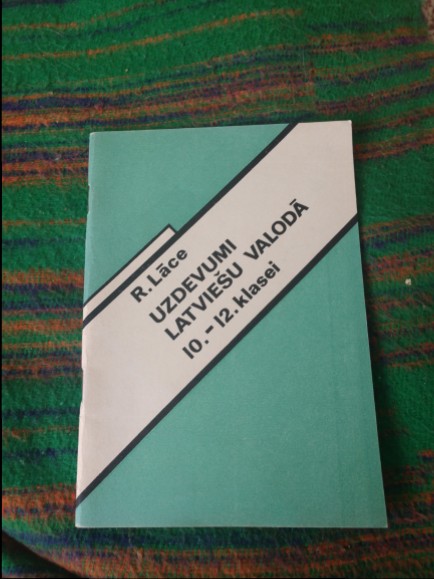 R. Lāce
UZDEVUMI
LATVIEŠU VALODĀ
10.-12. klasei